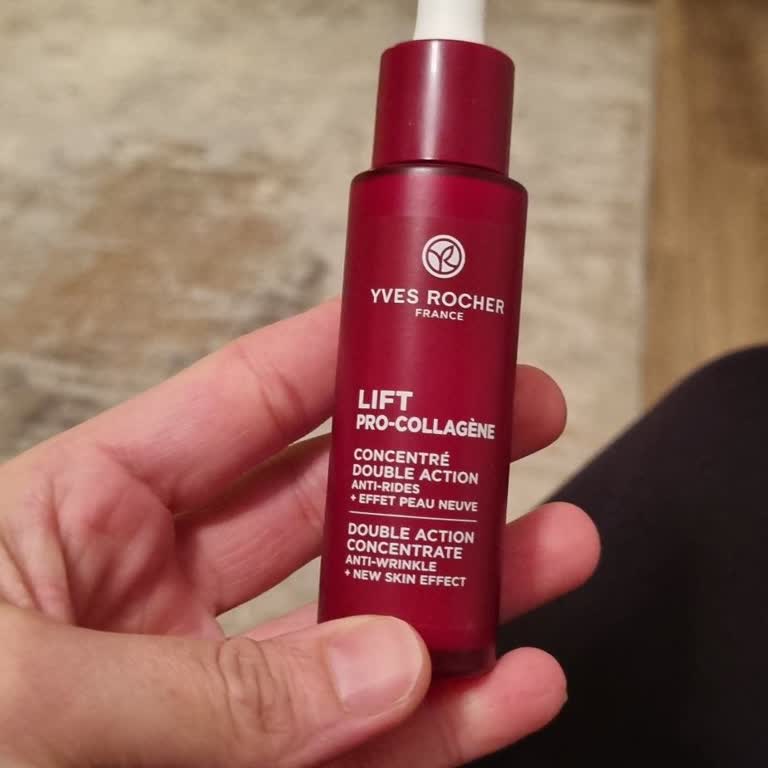 YVES ROCHER
FRANCE
LIFT
PRO-COLLAGÈNE
CONCENTRÉ
DOUBLE ACTION
ANTI-RIDES
+ EFFET PEAU NEUVE
DOUBLE ACTION
CONCENTRATE
ANTI-WRINKLE
+ NEW SKIN EFFECT